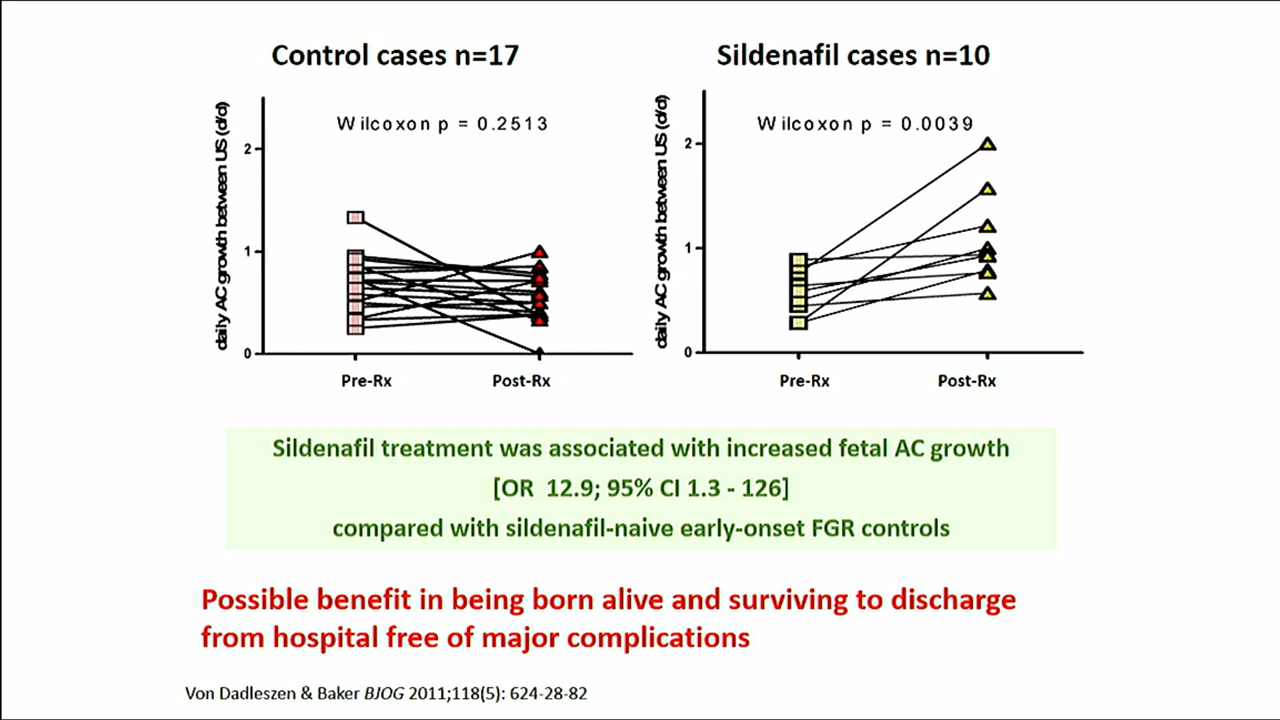 Control cases n=17
Sildenafil cases n=10
daily AC growth between US (d/d)
Wilcoxon p = 0.2513
2
1
0
Pre-Rx
Post-Rx
daily AC growth between US (d/d)
Wilcoxon p = 0.0039
2
1
0
Pre-Rx
Post-Rx
Sildenafil treatment was associated with increased fetal AC growth
[OR 12.9; 95% CI 1.3 - 126]
compared with sildenafil-naive early-onset FGR controls
Possible benefit in being born alive and surviving to discharge
from hospital free of major complications
Von Dadleszen & Baker BJOG 2011;118(5): 624-28-82